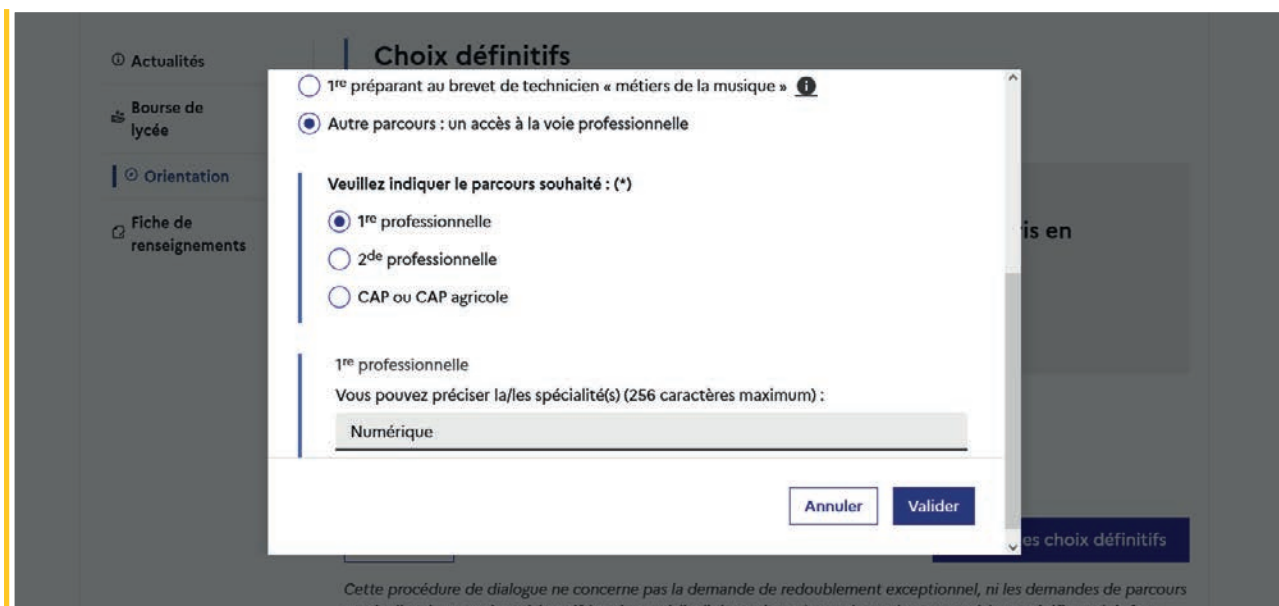 Actualités
Bourse de
lycée
Orientation
Fiche de
renseignements
Choix définitifs
1re préparant au brevet de technicien « métiers de la musique »
Autre parcours : un accès à la voie professionnelle
Veuillez indiquer le parcours souhaité : (*)
1re professionnelle
2de professionnelle
CAP ou CAP agricole
is en
1re professionnelle
Vous pouvez préciser la/les spécialité(s) (256 caractères maximum) :
Numérique
Annuler
Valider
es choix définitifs
Cette procédure de dialogue ne concerne pas la demande de redoublement exceptionnel, ni les demandes de parcours